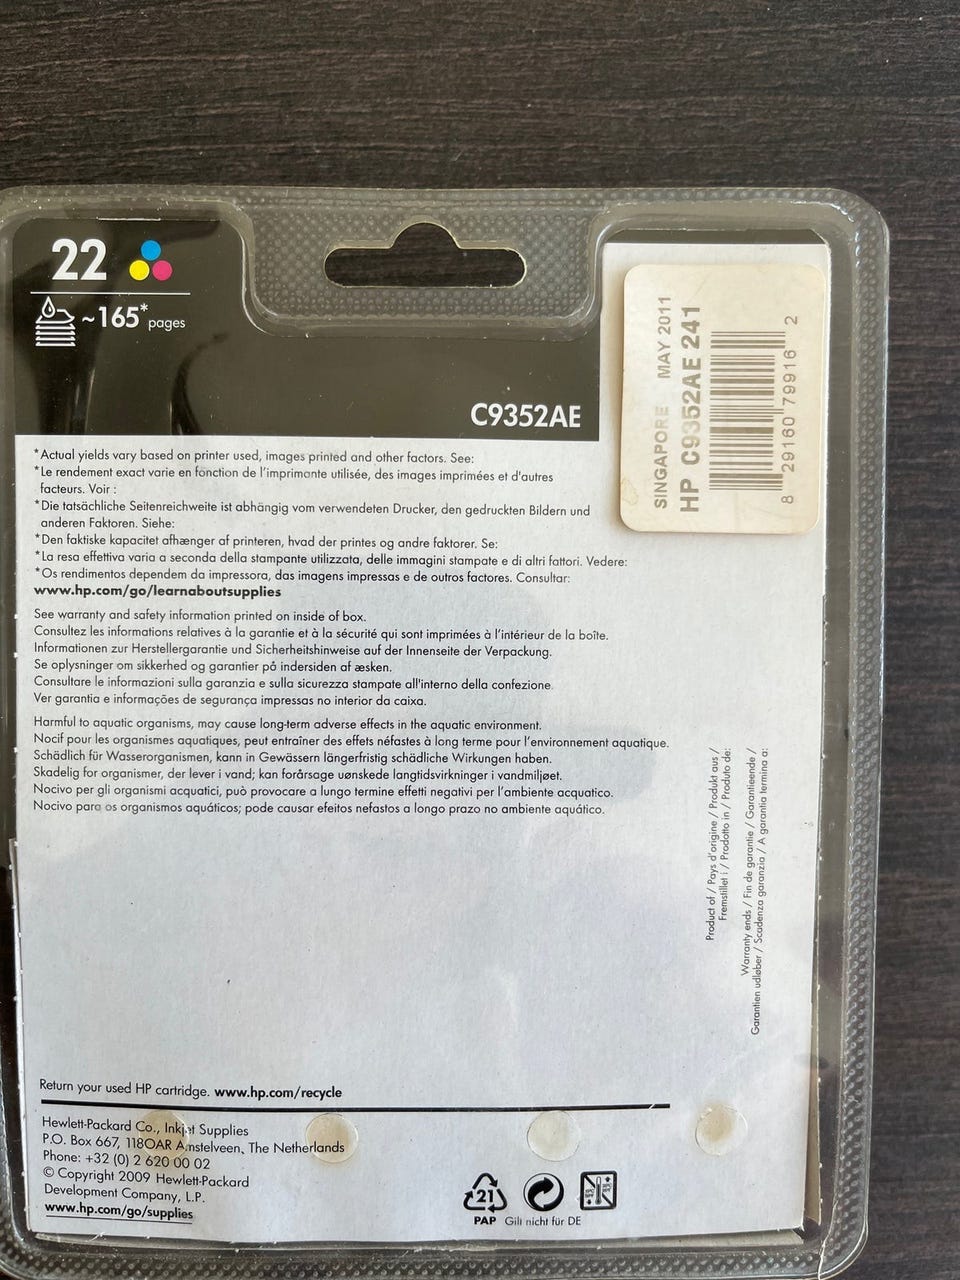 22
~165* pages
C9352AE
SINGAPORE MAY 2011
HP C9352AE 241
8 29160 79916 2
*Actual yields vary based on printer used, images printed and other factors. See:
*Le rendement exact varie en fonction de l'imprimante utilisée, des images imprimées et d'autres
facteurs. Voir :
*Die tatsächliche Seitenreichweite ist abhängig vom verwendeten Drucker, den gedruckten Bildern und
anderen Faktoren. Siehe:
*Den faktiske kapacitet afhænger af printeren, hvad der printes og andre faktorer. Se:
*La resa effettiva varia a seconda della stampante utilizzata, delle immagini stampate e di altri fattori. Vedere:
*Os rendimentos dependem da impressora, das imagens impressas e de outros factores. Consultar:
www.hp.com/go/learnaboutsupplies
See warranty and safety information printed on inside of box.
Consultez les informations relatives à la garantie et à la sécurité qui sont imprimées à l'intérieur de la boîte.
Informationen zur Herstellergarantie und Sicherheitshinweise auf der Innenseite der Verpackung.
Se oplysninger om sikkerhed og garantier på indersiden af æsken.
Consultare le informazioni sulla garanzia e sulla sicurezza stampate all'interno della confezione.
Ver garantia e informações de segurança impressas no interior da caixa.
Harmful to aquatic organisms, may cause long-term adverse effects in the aquatic environment.
Nocif pour les organismes aquatiques, peut entraîner des effets néfastes à long terme pour l'environnement aquatique.
Schädlich für Wasserorganismen, kann in Gewässern längerfristig schädliche Wirkungen haben.
Skadelig for organismer, der lever i vand; kan forårsage uønskede langtidsvirkninger i vandmiljøet.
Nocivo per gli organismi acquatici, può provocare a lungo termine effetti negativi per l'ambiente acquatico.
Nocivo para os organismos aquáticos; pode causar efeitos nefastos a longo prazo no ambiente aquático.
Product of / Pays d'origine / Produkt aus /
Fremstillet i / Prodotto in / Produto de:
Warranty ends / Fin de garantie / Garantieende /
Garantien udløber / Scadenza garanzia / A garantia termina a:
Return your used HP cartridge. www.hp.com/recycle
Hewlett-Packard Co., Inkjet Supplies
P.O. Box 667, 1180AR Amstelveen, The Netherlands
Phone: +32 (0) 2 620 00 02
© Copyright 2009 Hewlett-Packard
Development Company, L.P.
www.hp.com/go/supplies
21
PAP Gilt nicht für DE